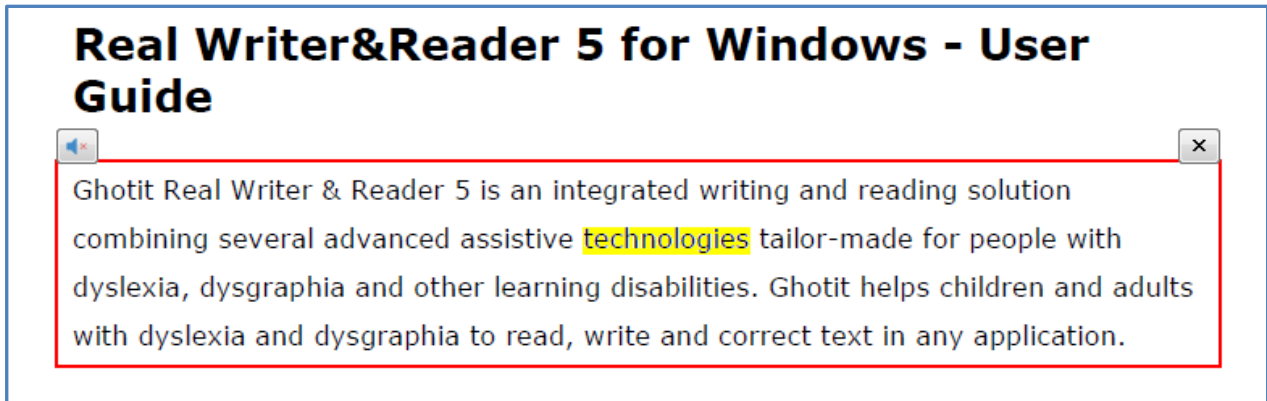 Real Writer&Reader 5 for Windows - User
Guide
Ghotit Real Writer & Reader 5 is an integrated writing and reading solution
combining several advanced assistive technologies tailor-made for people with
dyslexia, dysgraphia and other learning disabilities. Ghotit helps children and adults
with dyslexia and dysgraphia to read, write and correct text in any application.